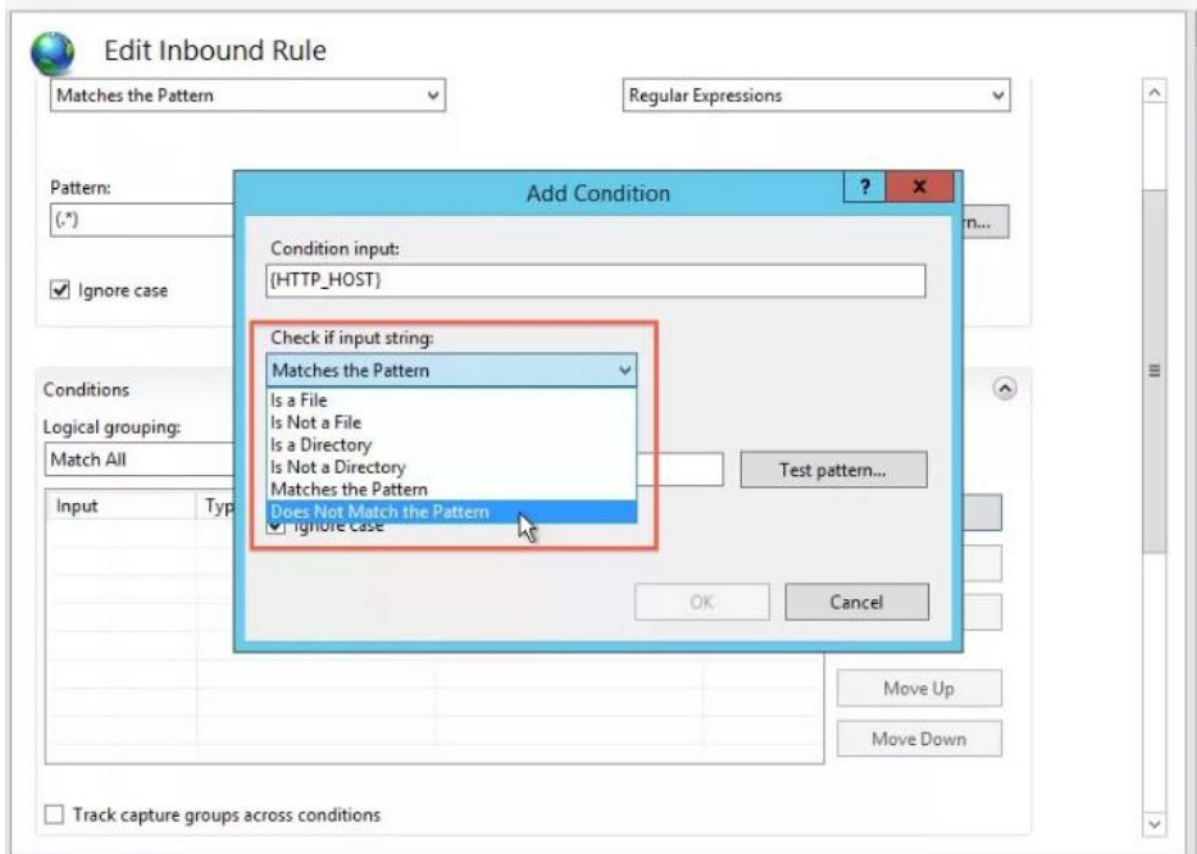 Edit Inbound Rule
Matches the Pattern
Regular Expressions
Pattern:
(.*)
n...
Ignore case
Add Condition
?
x
Condition input:
{HTTP_HOST}
Check if input string:
Matches the Pattern
Is a File
Is Not a File
Is a Directory
Is Not a Directory
Matches the Pattern
Does Not Match the Pattern
Ignore case
Test pattern...
OK
Cancel
Conditions
Logical grouping:
Match All
Input Typ
Move Up
Move Down
Track capture groups across conditions